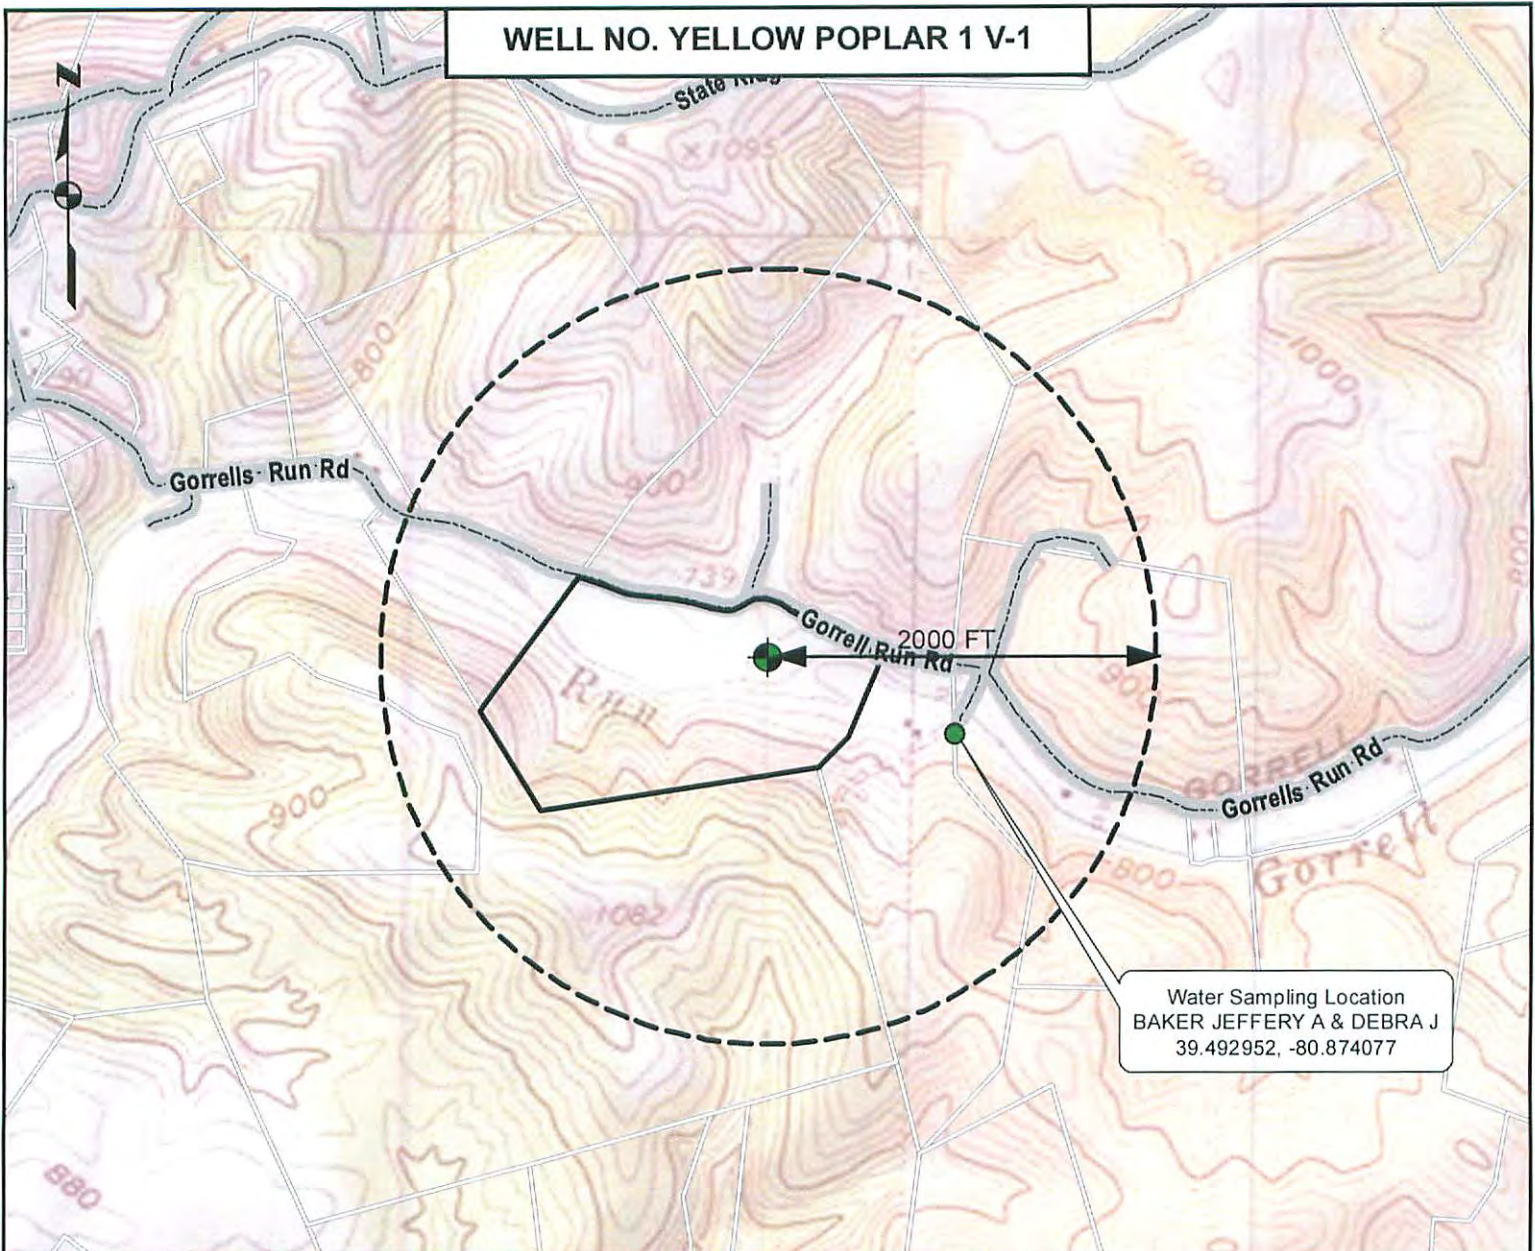 WELL NO. YELLOW POPLAR 1 V-1
N
State
X1095
1100
800
1000
Gorrells Run Rd
900
739
Gorrell Run Rd
2000 FT
Run
900
900
GORRELL
Gorrells Run Rd
Gorrell
800
1082
Water Sampling Location
BAKER JEFFERY A & DEBRA J
39.492952, -80.874077
880